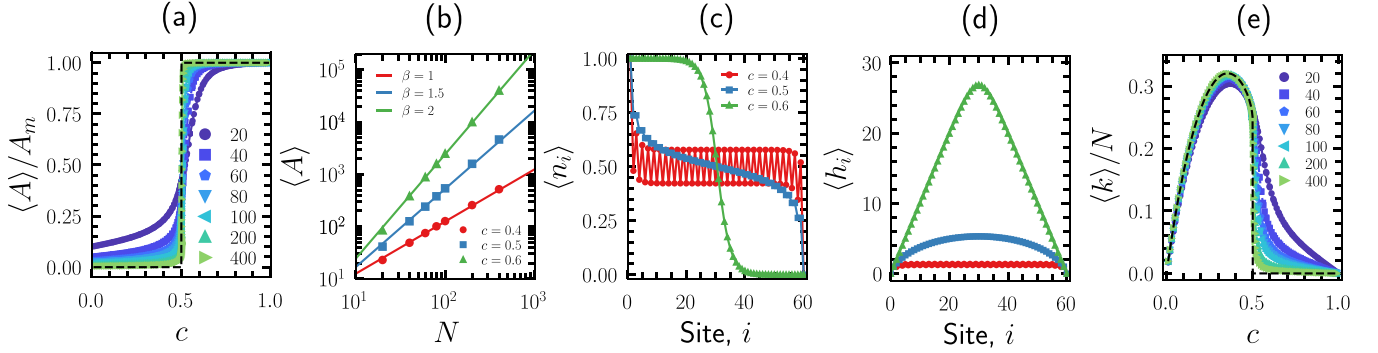 (a)
⟨A⟩/A_m
1.00
0.75
0.50
0.25
0.00
20
40
60
80
100
200
400
0.0
0.5
1.0
c
(b)
⟨A⟩
10^5
10^4
10^3
10^2
10^1
β = 1
β = 1.5
β = 2
c = 0.4
c = 0.5
c = 0.6
10^1
10^2
10^3
N
(c)
⟨n_i⟩
1.00
0.75
0.50
0.25
0.00
c = 0.4
c = 0.5
c = 0.6
0
20
40
60
Site, i
(d)
⟨h_i⟩
30
20
10
0
0
20
40
60
Site, i
(e)
⟨k⟩/N
0.3
0.2
0.1
0.0
20
40
60
80
100
200
400
0.0
0.5
1.0
c